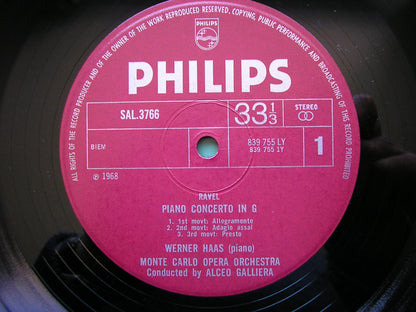 ALL RIGHTS OF THE RECORD PRODUCER AND OF THE OWNER OF THE WORK REPRODUCED RESERVED. COPYING, PUBLIC PERFORMANCE AND BROADCASTING OF THIS RECORD PROHIBITED
PHILIPS
PHILIPS
SAL.3766
33 1/3
STEREO
BIEM
839 755 LY
839 755 LY
1
℗ 1968
RAVEL
PIANO CONCERTO IN G
1. 1st movt: Allegramente
2. 2nd movt: Adagio assai
3. 3rd movt: Presto
WERNER HAAS (piano)
MONTE CARLO OPERA ORCHESTRA
Conducted by ALCEO GALLIERA